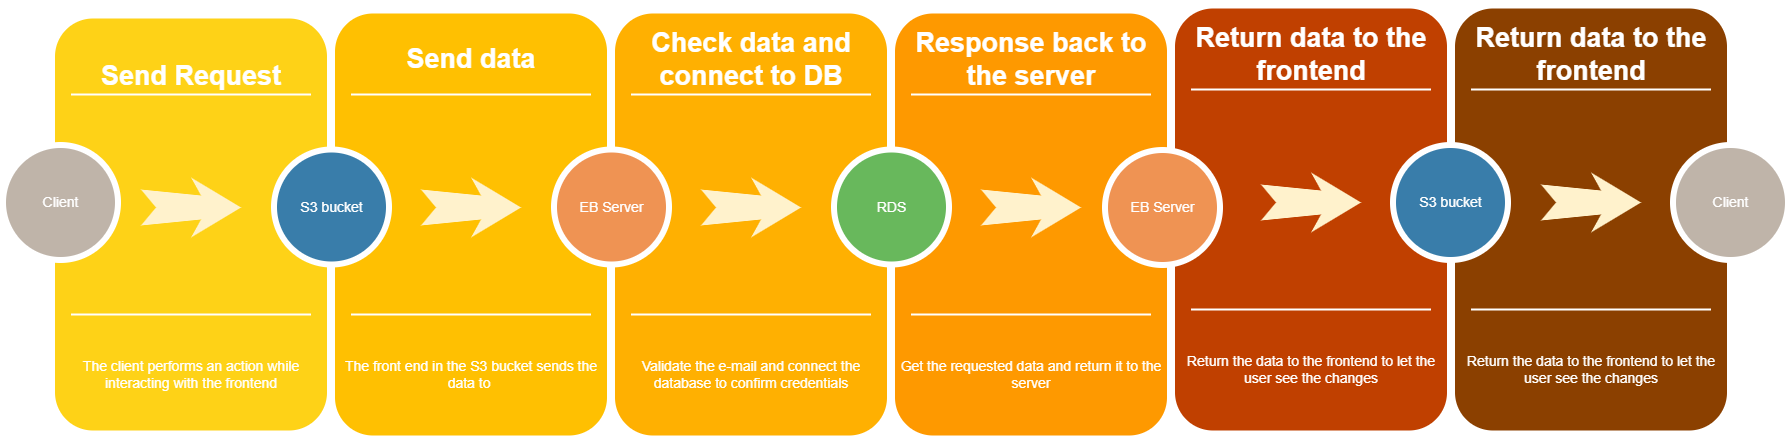 Send Request
Send data
Check data and
connect to DB
Response back to
the server
Return data to the
frontend
Return data to the
frontend
Client
S3 bucket
EB Server
RDS
EB Server
S3 bucket
Client
The client performs an action while
interacting with the frontend
The front end in the S3 bucket sends the
data to
Validate the e-mail and connect the
database to confirm credentials
Get the requested data and return it to the
server
Return the data to the frontend to let the
user see the changes
Return the data to the frontend to let the
user see the changes